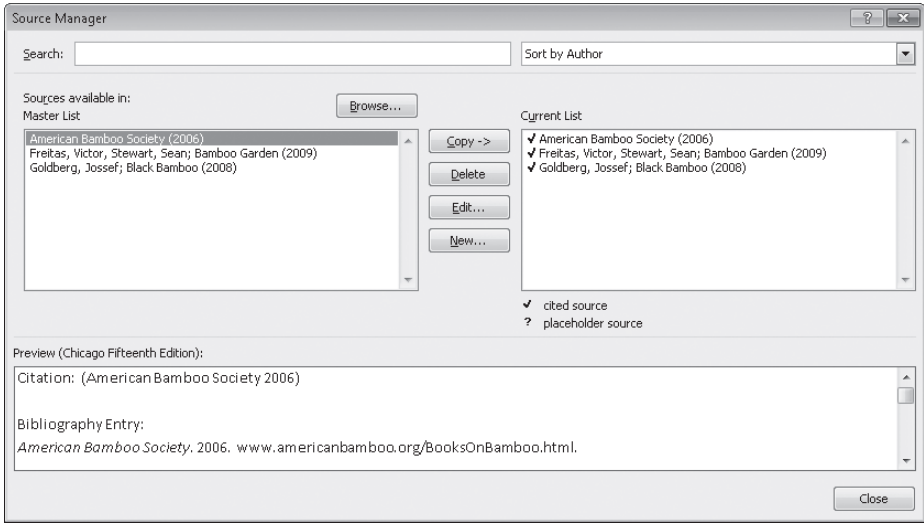 Source Manager
Search:
Sort by Author
Sources available in:
Master List
Browse...
Current List
American Bamboo Society (2006)
Freitas, Victor, Stewart, Sean; Bamboo Garden (2009)
Goldberg, Jossef; Black Bamboo (2008)
Copy ->
Delete
Edit...
New...
✓ American Bamboo Society (2006)
✓ Freitas, Victor, Stewart, Sean; Bamboo Garden (2009)
✓ Goldberg, Jossef; Black Bamboo (2008)
✓ cited source
? placeholder source
Preview (Chicago Fifteenth Edition):
Citation: (American Bamboo Society 2006)
Bibliography Entry:
American Bamboo Society. 2006. www.americanbamboo.org/BooksOnBamboo.html.
Close